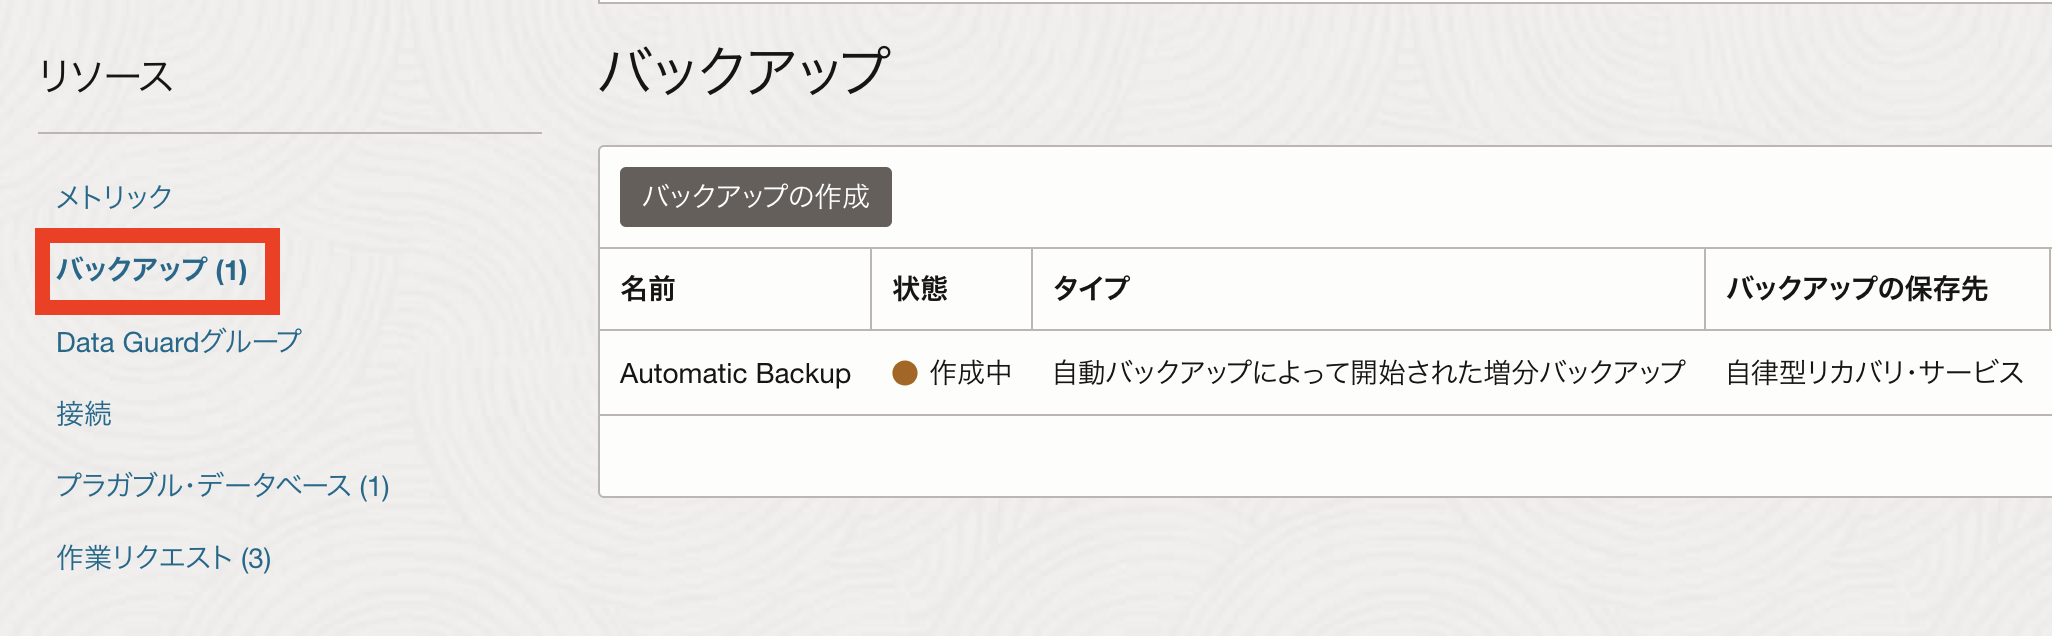 リソース
メトリック
バックアップ (1)
Data Guardグループ
接続
プラガブル・データベース (1)
作業リクエスト (3)
バックアップ
バックアップの作成
名前 状態 タイプ バックアップの保存先
Automatic Backup 作成中 自動バックアップによって開始された増分バックアップ 自律型リカバリ・サービス